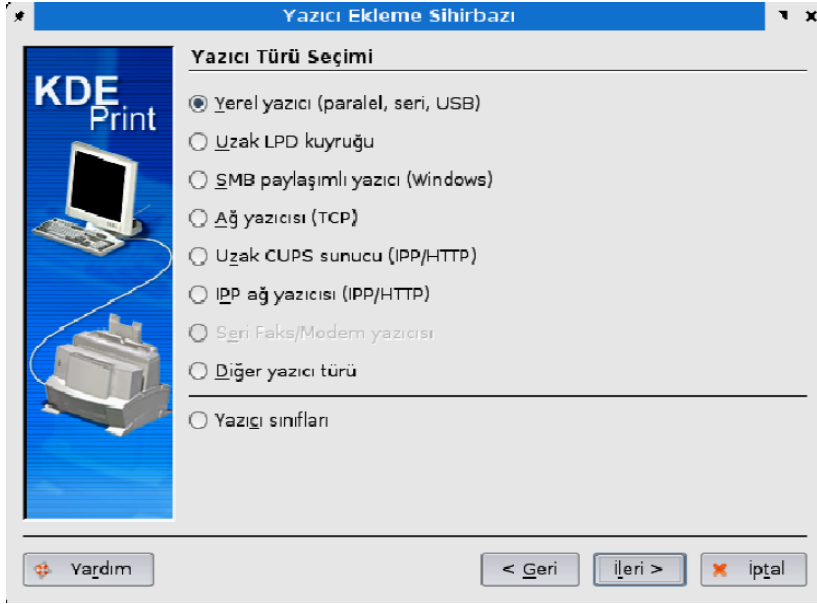 Yazıcı Ekleme Sihirbazı
KDE
Print
Yazıcı Türü Seçimi
Yerel yazıcı (paralel, seri, USB)
Uzak LPD kuyruğu
SMB paylaşımlı yazıcı (Windows)
Ağ yazıcısı (TCP)
Uzak CUPS sunucu (IPP/HTTP)
IPP ağ yazıcısı (IPP/HTTP)
Seri Faks/Modem yazıcısı
Diğer yazıcı türü
Yazıcı sınıfları
Yardım
< Geri
İleri >
İptal